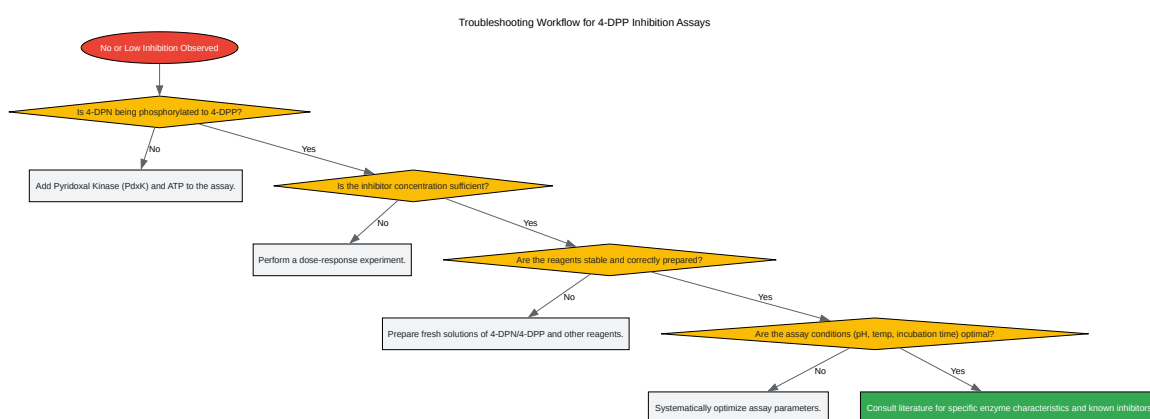 Troubleshooting Workflow for 4-DPP Inhibition Assays
No or Low Inhibition Observed
Is 4-DPN being phosphorylated to 4-DPP?
No
Yes
Add Pyridoxal Kinase (PdxK) and ATP to the assay.
Is the inhibitor concentration sufficient?
No
Yes
Perform a dose-response experiment.
Are the reagents stable and correctly prepared?
No
Yes
Prepare fresh solutions of 4-DPN/4-DPP and other reagents.
Are the assay conditions (pH, temp, incubation time) optimal?
No
Yes
Systematically optimize assay parameters.
Consult literature for specific enzyme characteristics and known inhibitors